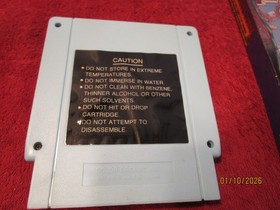 CAUTION
• DO NOT STORE IN EXTREME
TEMPERATURES.
• DO NOT IMMERSE IN WATER.
• DO NOT CLEAN WITH BENZENE,
THINNER ALCOHOL OR OTHER
SUCH SOLVENTS.
• DO NOT HIT OR DROP
CARTRIDGE.
• DO NOT ATTEMPT TO
DISASSEMBLE.
01/10/2026